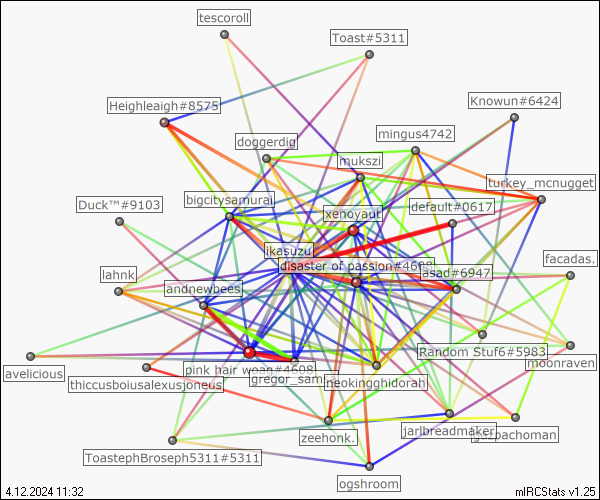 tescoroll
Toast#5311
Heighleaigh#8575
Knowun#6424
doggerdig
mingus4742
mukszi
turkey_mcnugget
bigcitysamurai
Duck™#9103
default#0617
xenoyaut
ikasuzu
disaster of passion#4608
facadas.
asad#6947
lahnk
andnewbees
Random Stuf6#5983
moonraven
avelicious
pink hair woag#4608
gregor_sam
neokingghidorah
thiccusboiusalexusjoneus
zeehonk.
jarlbreadmaker
ToastephBroseph5311#5311
ogshroom
4.12.2024 11:32
mIRCStats v1.25